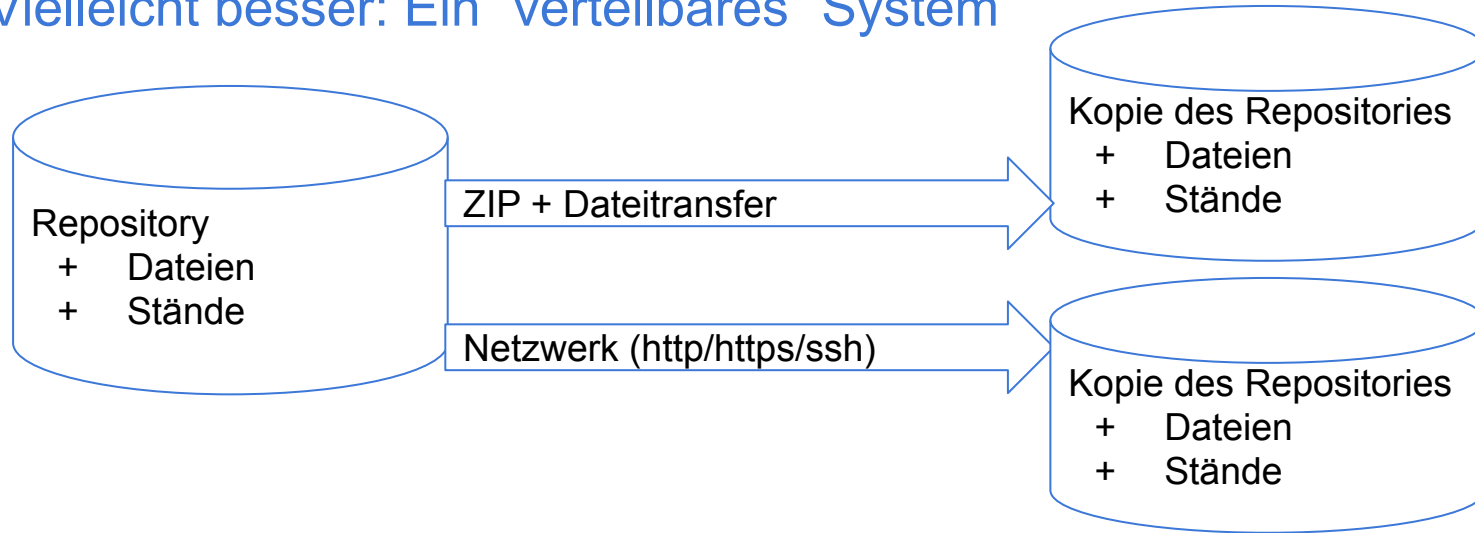 Vielleicht besser: Ein "verteilbares" System
Repository
+ Dateien
+ Stände
ZIP + Dateitransfer
Netzwerk (http/https/ssh)
Kopie des Repositories
+ Dateien
+ Stände
Kopie des Repositories
+ Dateien
+ Stände